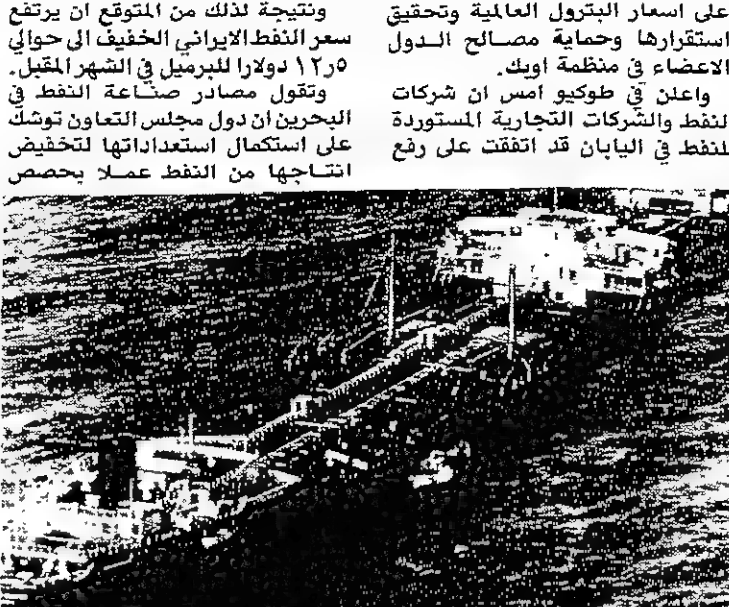 على اسعار البترول العالمية وتحقيق
استقرارها وحماية مصالح الدول
الاعضاء في منظمة اوبك.
واعلن في طوكيو امس ان شركات
النفط والشركات التجارية المستوردة
للنفط في اليابان قد اتفقت على رفع
ونتيجة لذلك من المتوقع ان يرتفع
سعر النفط الايراني الخفيف الى حوالي
١٢٫٥ دولارا للبرميل في الشهر المقبل.
وتقول مصادر صناعة النفط في
البحرين ان دول مجلس التعاون توشك
على استكمال استعداداتها لتخفيض
انتاجها من النفط عملا بحصص